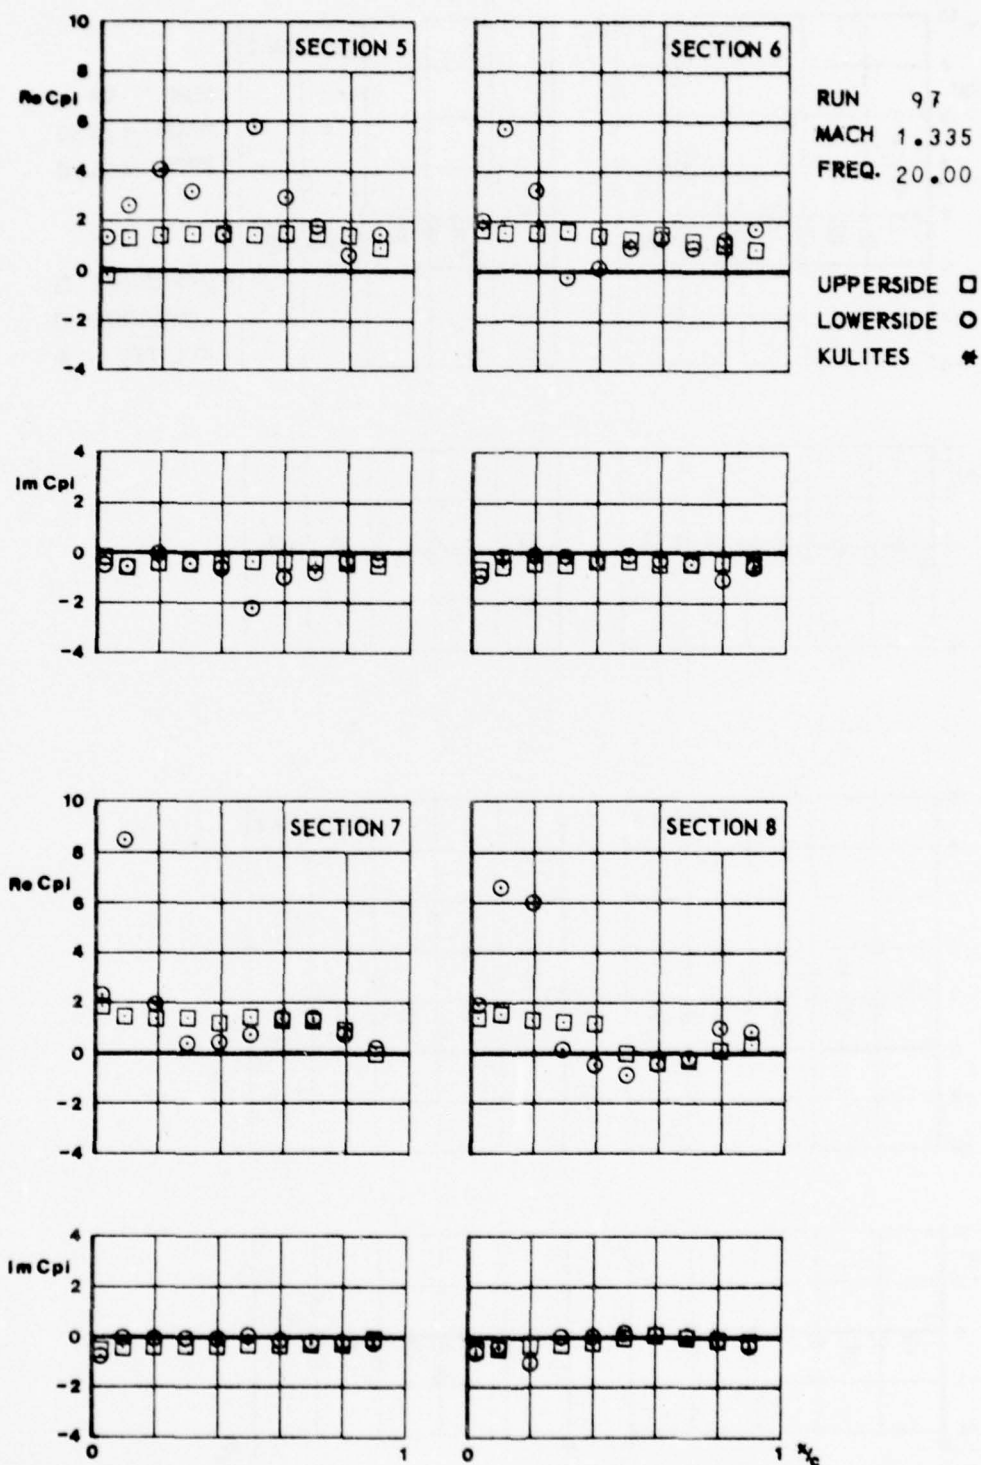 10
SECTION 5
SECTION 6
8
Re Cpi
RUN 97
6
MACH 1.335
4
FREQ. 20.00
2
0
UPPERSIDE □
-2
LOWERSIDE ○
-4
KULITES *
4
Im Cpi
2
0
-2
-4
10
SECTION 7
SECTION 8
8
Re Cpi
6
4
2
0
-2
-4
4
Im Cpi
2
0
-2
-4
0 1 0 1 x/c